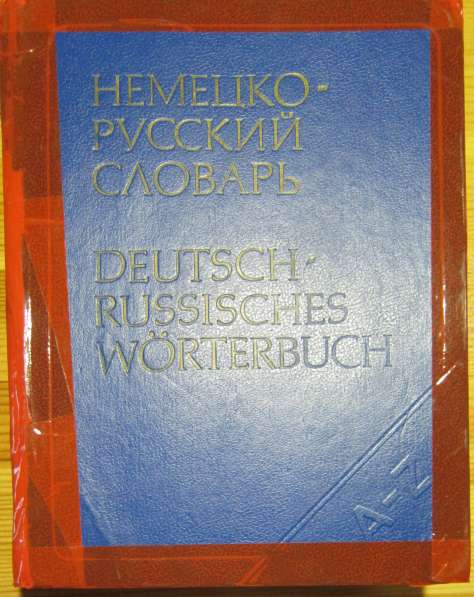 НЕМЕЦКО-
РУССКИЙ
СЛОВАРЬ
DEUTSCH-
RUSSISCHES
WÖRTERBUCH
A-Z